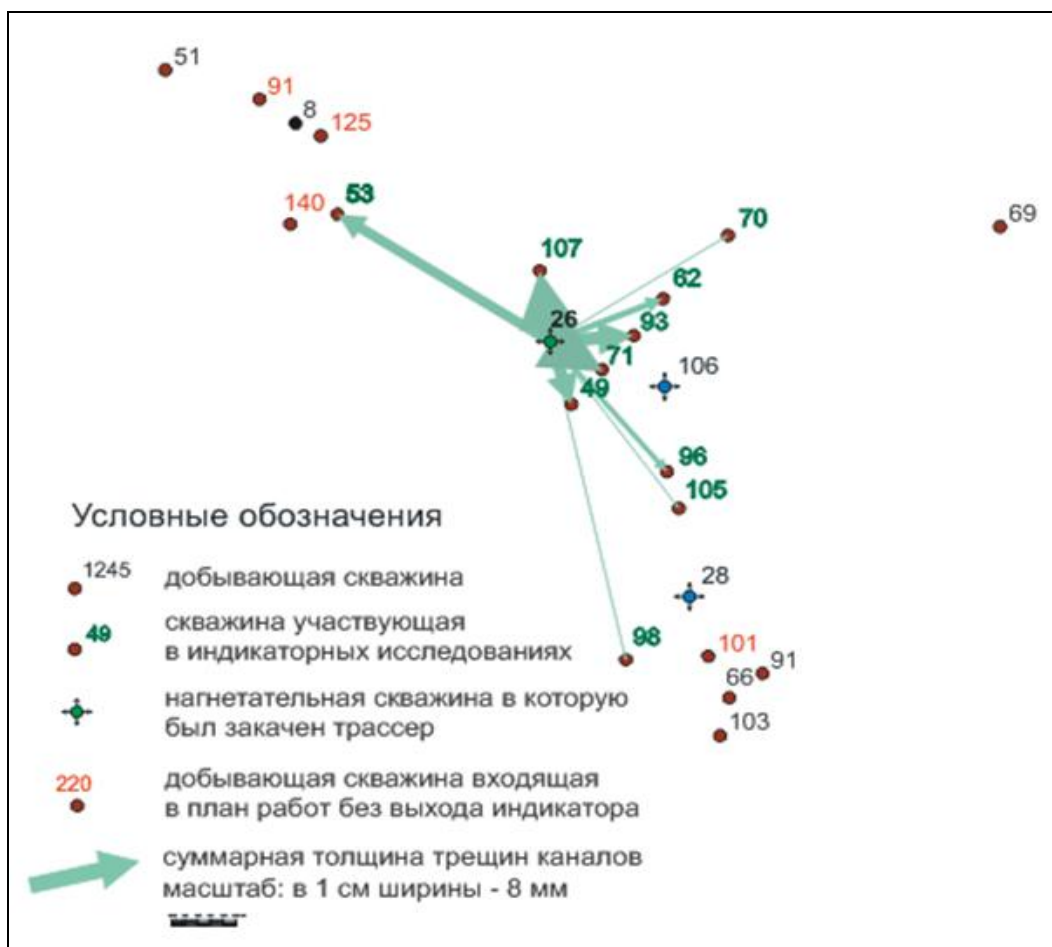 51
91
8
125
140
53
107
70
69
62
26
93
71
106
49
96
105
28
98
101
91
66
103
Условные обозначения
1245
добывающая скважина
49
скважина участвующая
в индикаторных исследованиях
нагнетательная скважина в которую
был закачен трассер
220
добывающая скважина входящая
в план работ без выхода индикатора
суммарная толщина трещин каналов
масштаб: в 1 см ширины - 8 мм